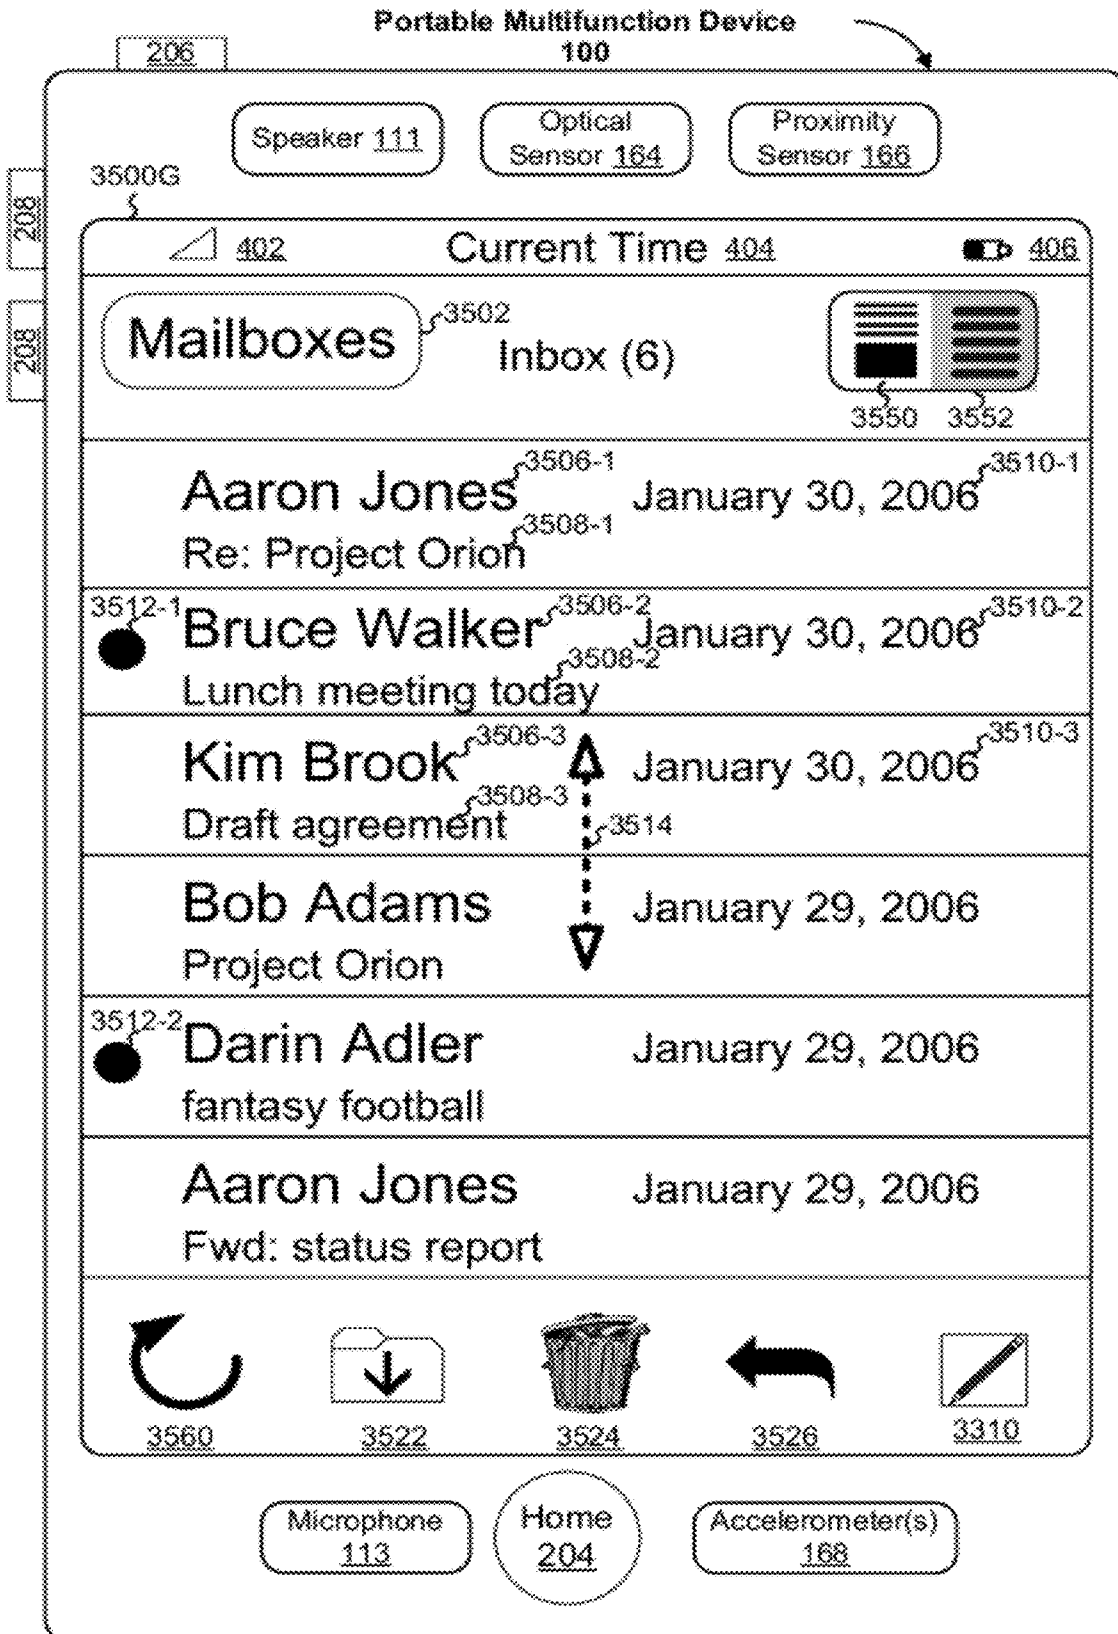 Portable Multifunction Device
100
206
Speaker 111
Optical
Sensor 164
Proximity
Sensor 166
208
3500G
402
Current Time 404
406
208
Mailboxes
3502
Inbox (6)
3550
3552
Aaron Jones
3506-1
January 30, 2006
3510-1
Re: Project Orion
3508-1
3512-1
Bruce Walker
3506-2
January 30, 2006
3510-2
Lunch meeting today
3508-2
Kim Brook
3506-3
January 30, 2006
3510-3
Draft agreement
3508-3
3514
Bob Adams
January 29, 2006
Project Orion
3512-2
Darin Adler
January 29, 2006
fantasy football
Aaron Jones
January 29, 2006
Fwd: status report
3560
3522
3524
3526
3310
Microphone
113
Home
204
Accelerometer(s)
168